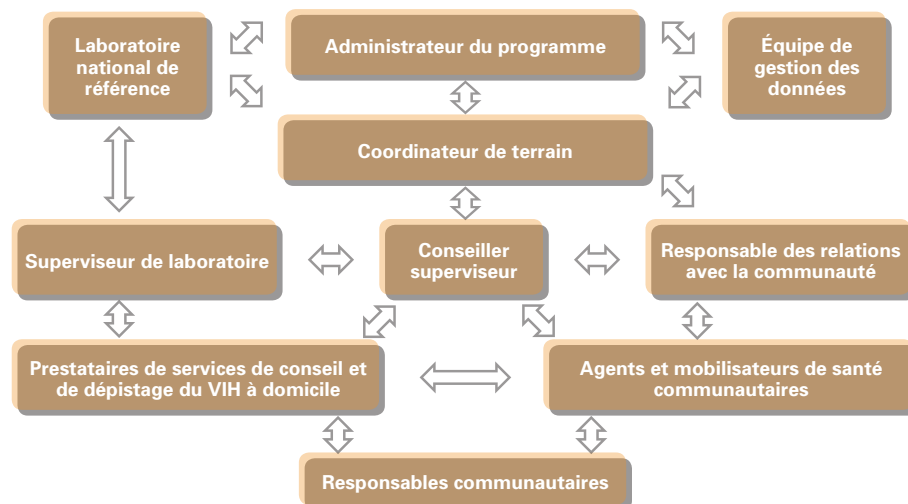 Laboratoire
national de
référence
Administrateur du programme
Équipe de
gestion des
données
Coordinateur de terrain
Superviseur de laboratoire
Conseiller
superviseur
Responsable des relations
avec la communauté
Prestataires de services de conseil et
de dépistage du VIH à domicile
Agents et mobilisateurs de santé
communautaires
Responsables communautaires